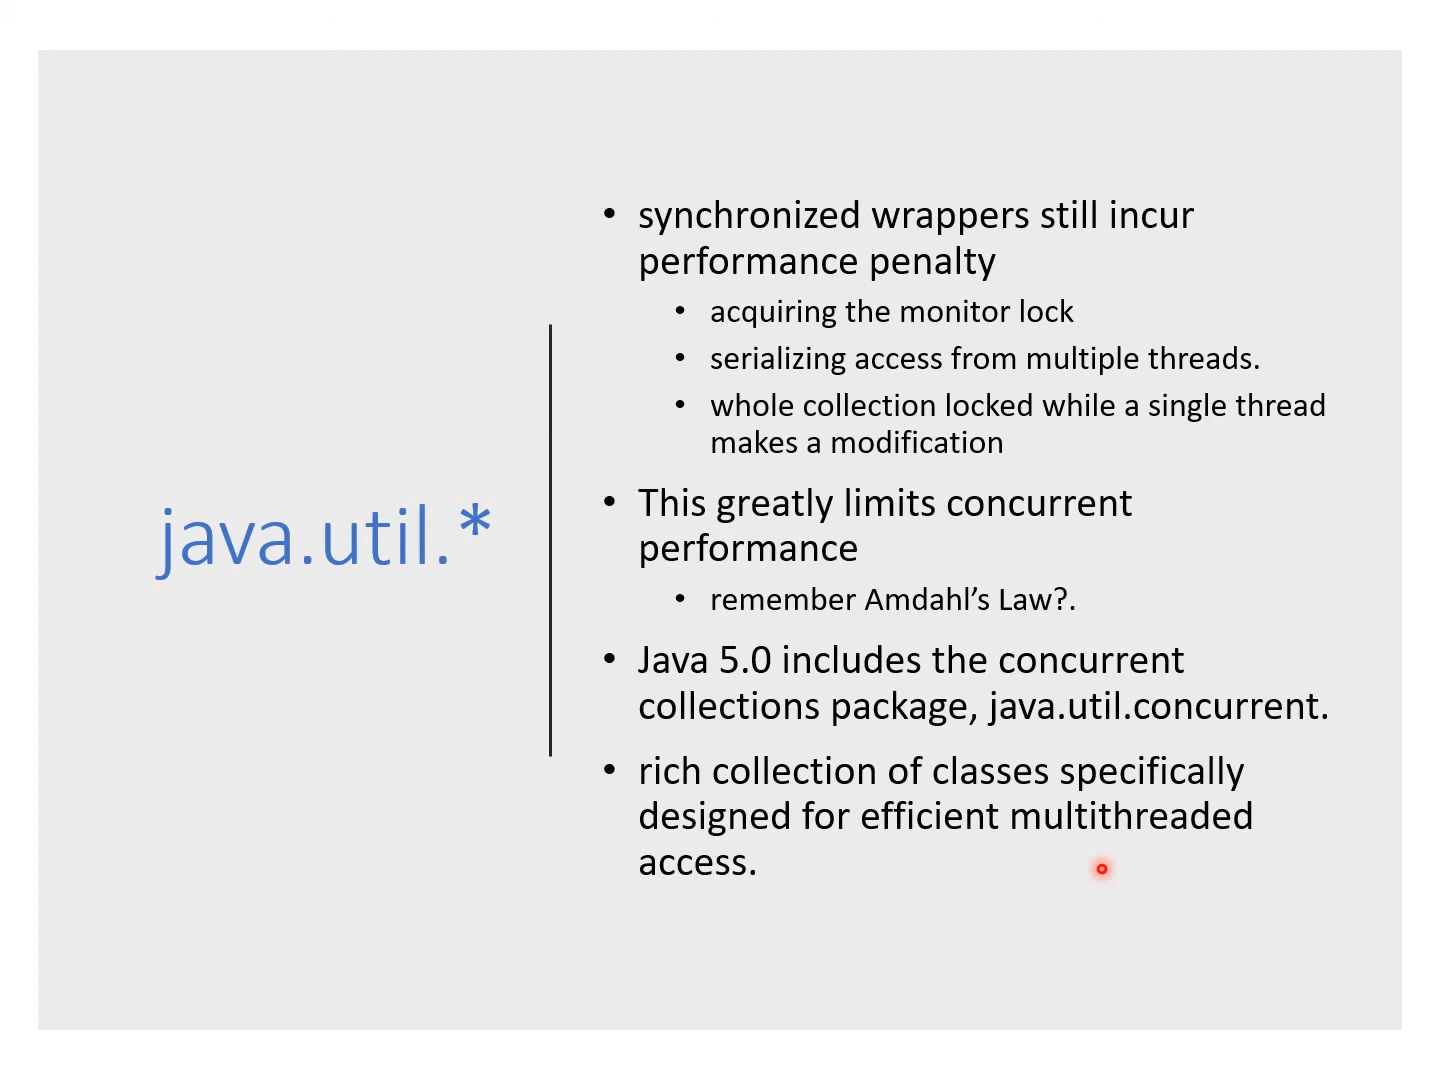 java.util.*
• synchronized wrappers still incur
performance penalty
• acquiring the monitor lock
• serializing access from multiple threads.
• whole collection locked while a single thread
makes a modification
• This greatly limits concurrent
performance
• remember Amdahl’s Law?.
• Java 5.0 includes the concurrent
collections package, java.util.concurrent.
• rich collection of classes specifically
designed for efficient multithreaded
access.